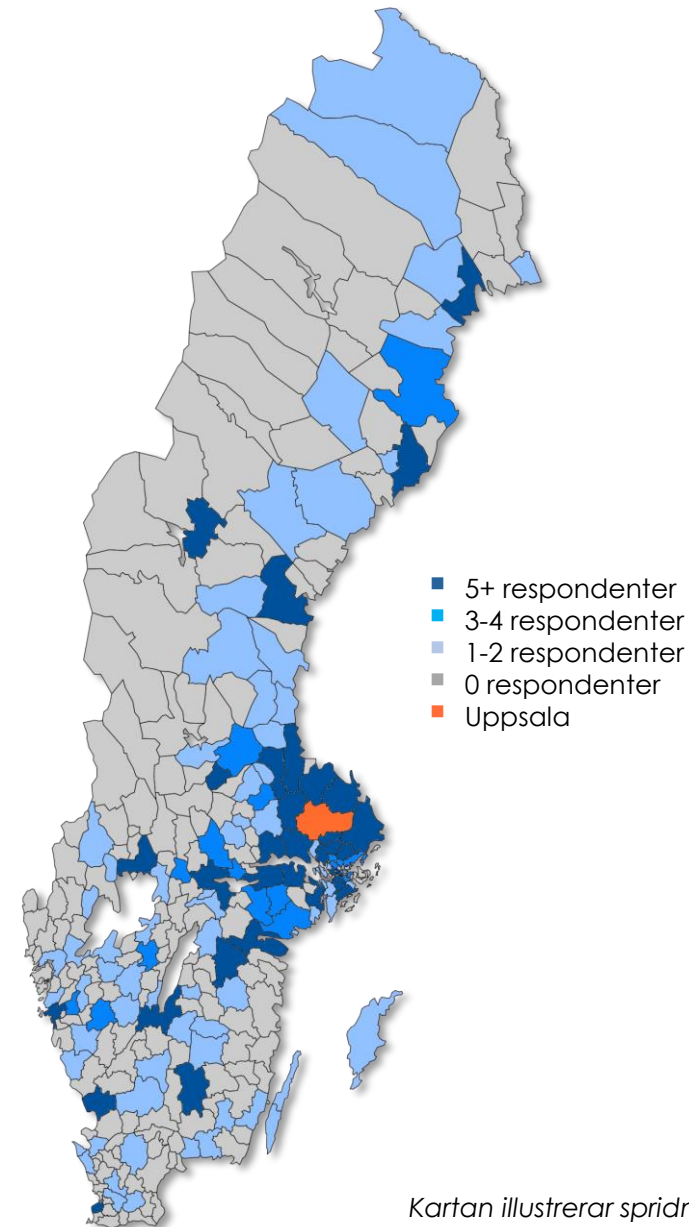 5+ respondenter
3-4 respondenter
1-2 respondenter
0 respondenter
Uppsala
Kartan illustrerar